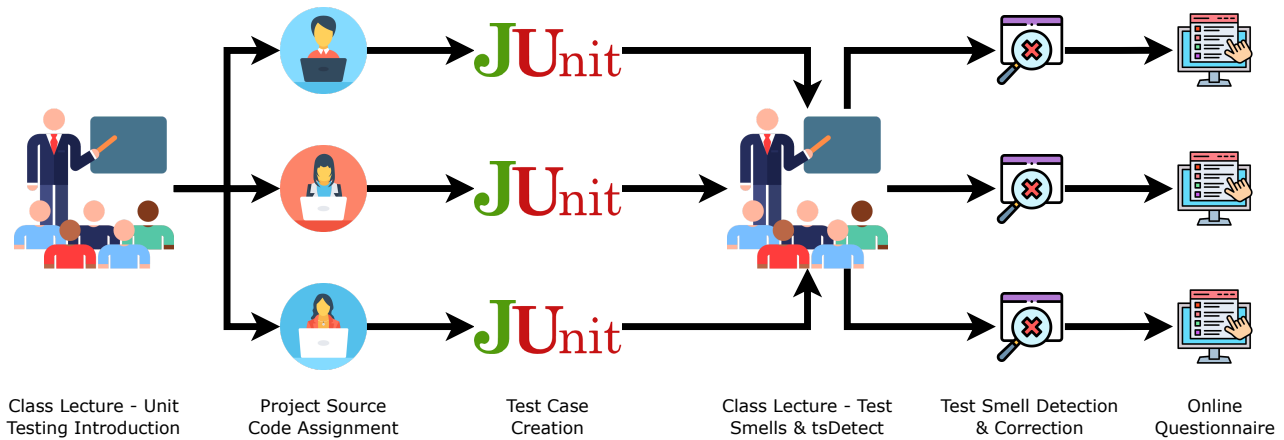 JUnit
JUnit
JUnit
Class Lecture - Unit
Testing Introduction
Project Source
Code Assignment
Test Case
Creation
Class Lecture - Test
Smells & tsDetect
Test Smell Detection
& Correction
Online
Questionnaire